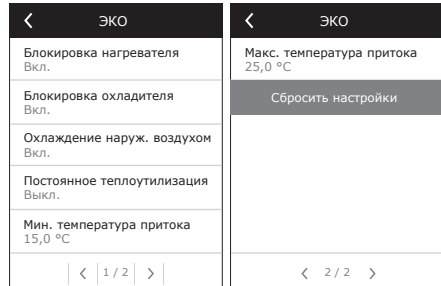 ЭКО
Блокировка нагревателя
Вкл.
Блокировка охладителя
Вкл.
Охлаждение наруж. воздухом
Вкл.
Постоянное теплоутилизация
Выкл.
Мин. температура притока
15,0 °C
1 / 2
ЭКО
Макс. температура притока
25,0 °C
Сбросить настройки
2 / 2